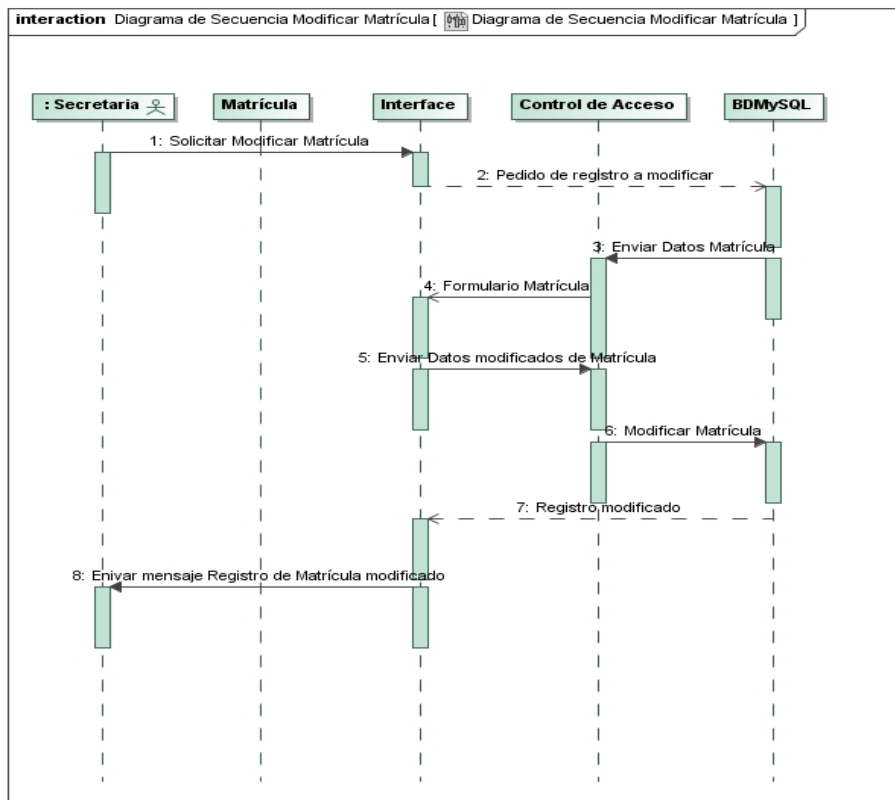 interaction Diagrama de Secuencia Modificar Matrícula [ Diagrama de Secuencia Modificar Matrícula ]
: Secretaria
Matrícula
Interface
Control de Acceso
BDMySQL
1: Solicitar Modificar Matrícula
2: Pedido de registro a modificar
3: Enviar Datos Matrícula
4: Formulario Matrícula
5: Enviar Datos modificados de Matrícula
6: Modificar Matrícula
7: Registro modificado
8: Enivar mensaje Registro de Matrícula modificado